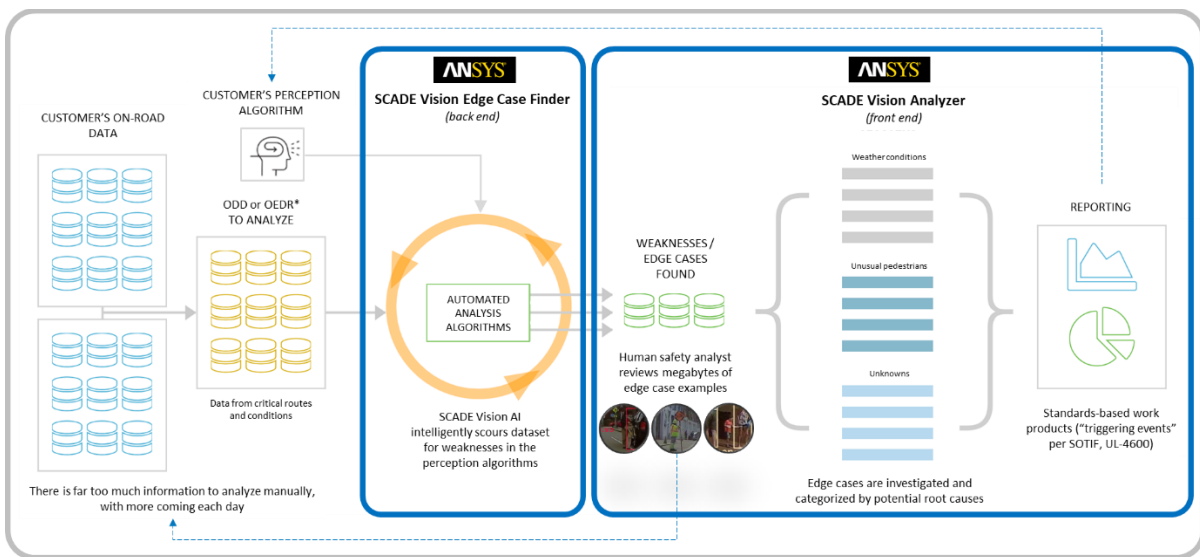 CUSTOMER'S ON-ROAD
DATA
There is far too much information to analyze manually,
with more coming each day
CUSTOMER'S PERCEPTION
ALGORITHM
ODD or OEDR*
TO ANALYZE
Data from critical routes
and conditions
ANSYS
SCADE Vision Edge Case Finder
(back end)
AUTOMATED
ANALYSIS
ALGORITHMS
SCADE Vision AI
intelligently scours dataset
for weaknesses in the
perception algorithms
ANSYS
SCADE Vision Analyzer
(front end)
WEAKNESSES/
EDGE CASES
FOUND
Human safety analyst
reviews megabytes of
edge case examples
Weather conditions
Unusual pedestrians
Unknowns
Edge cases are investigated and
categorized by potential root causes
REPORTING
Standards-based work
products ("triggering events"
per SOTIF, UL-4600)